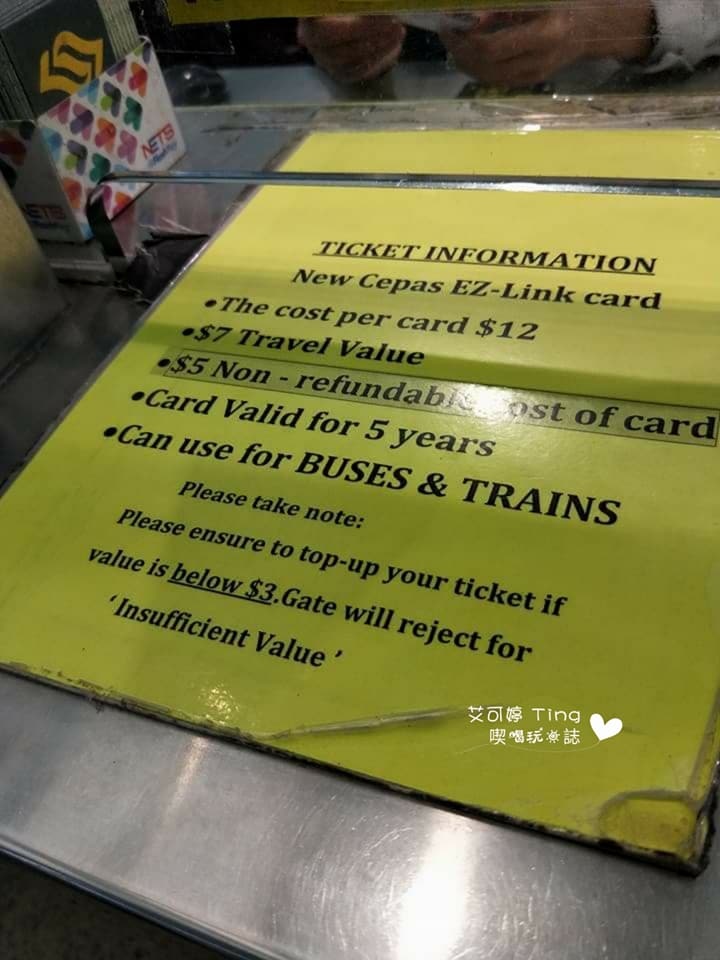 NETS
TICKET INFORMATION
New Cepas EZ-Link card
•The cost per card $12
•$7 Travel Value
•$5 Non - refundable cost of card
•Card Valid for 5 years
•Can use for BUSES & TRAINS
Please take note:
Please ensure to top-up your ticket if
value is below $3.Gate will reject for
‘Insufficient Value’
艾可婷 Ting
喫喝玩樂誌